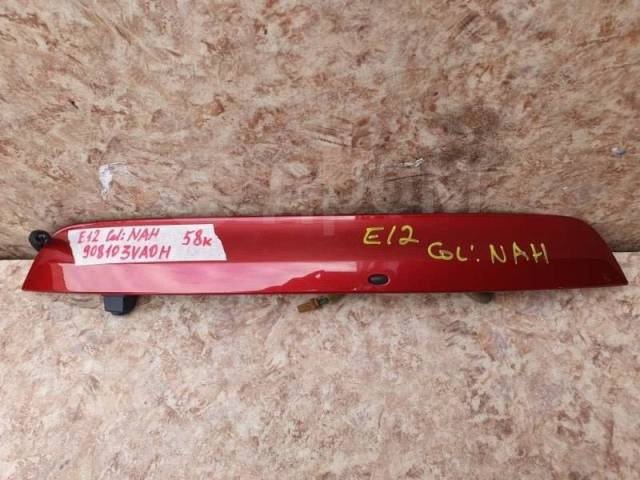 E12 Col: NAH
908103VA0H
58к
E12
Col: NAH